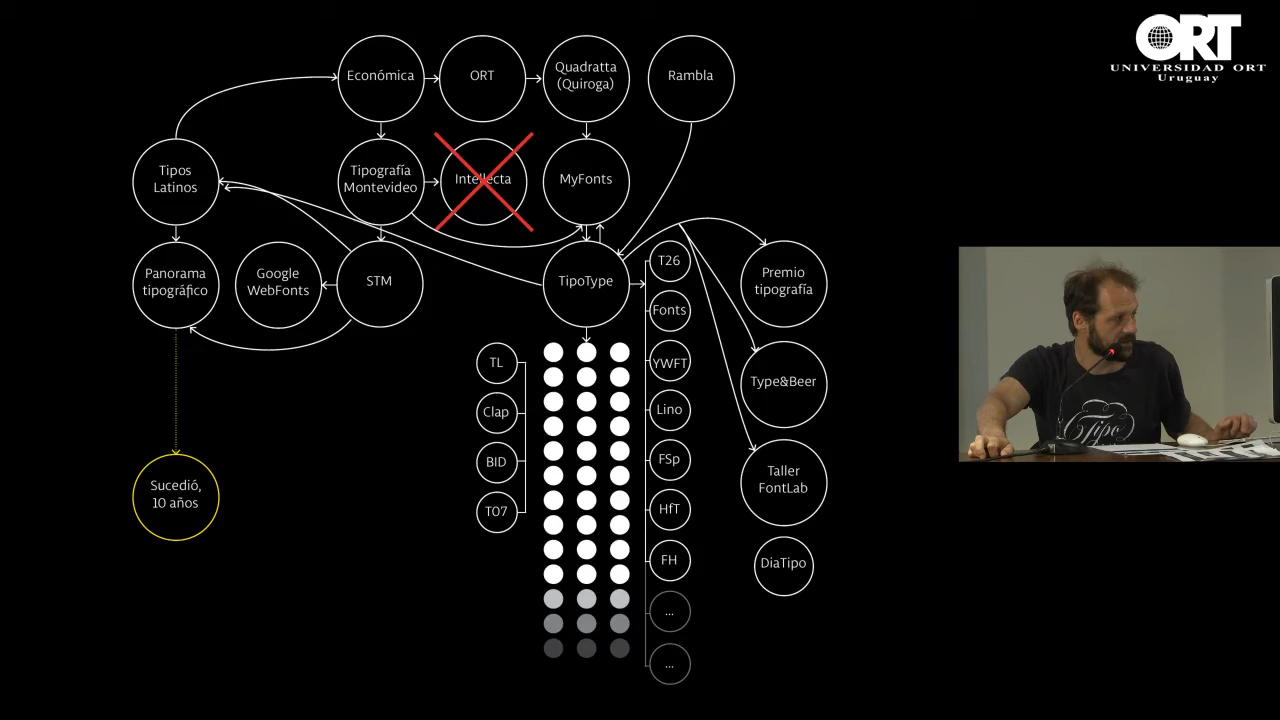 ORT
UNIVERSIDAD ORT
Uruguay
Económica
ORT
Quadratta
(Quiroga)
Rambla
Tipos
Latinos
Tipografía
Montevideo
Intellecta
MyFonts
Panorama
tipográfico
Google
WebFonts
STM
TipoType
T26
Premio
tipografía
Fonts
TL
YWFT
Type&Beer
Clap
Lino
BID
FSp
Taller
FontLab
Sucedió,
10 años
T07
HfT
FH
DiaTipo
...
...
Tipo